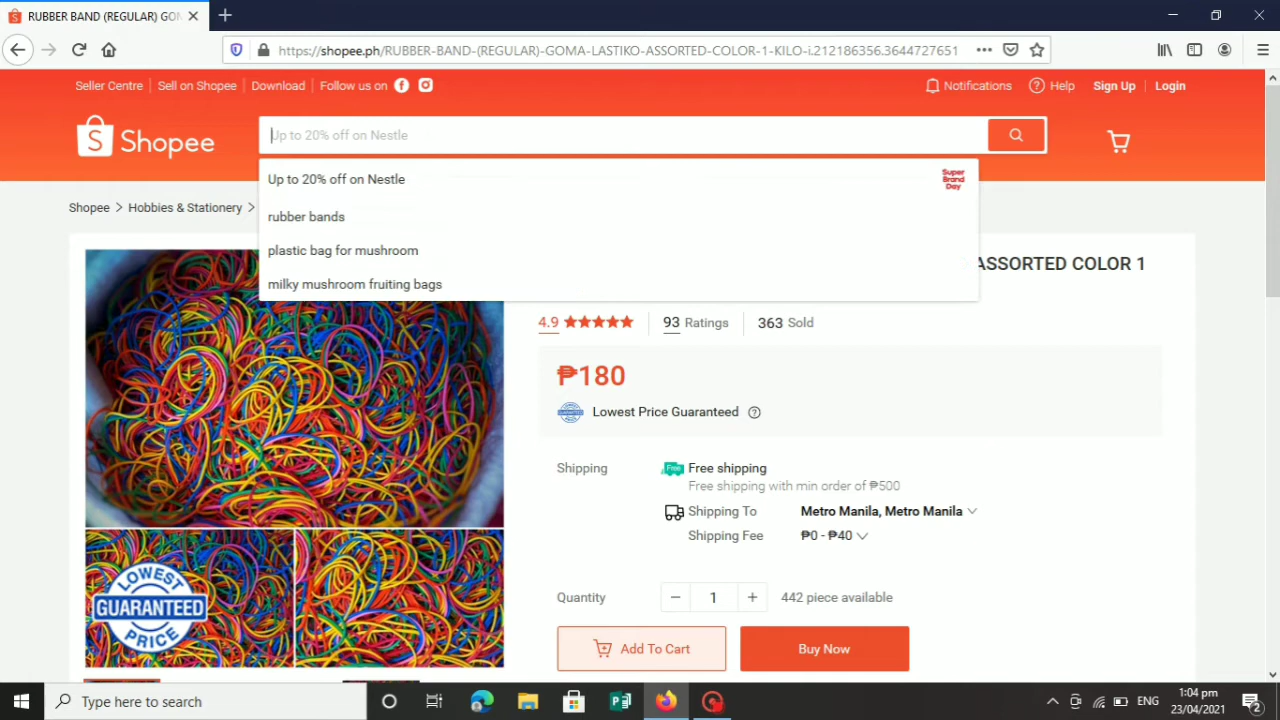 RUBBER BAND (REGULAR) GOM
https://shopee.ph/RUBBER-BAND-(REGULAR)-GOMA-LASTIKO-ASSORTED-COLOR-1-KILO-i.212186356.3644727651
Seller Centre | Sell on Shopee | Download | Follow us on
Notifications Help Sign Up | Login
Shopee
Up to 20% off on Nestle
Up to 20% off on Nestle
Super Brand Day
rubber bands
plastic bag for mushroom
milky mushroom fruiting bags
Shopee > Hobbies & Stationery >
ASSORTED COLOR 1
4.9 93 Ratings 363 Sold
₱180
Lowest Price Guaranteed
Shipping
Free Free shipping
Free shipping with min order of ₱500
Shipping To Metro Manila, Metro Manila
Shipping Fee ₱0 - ₱40
LOWEST
GUARANTEED
PRICE
Quantity − 1 + 442 piece available
Add To Cart
Buy Now
Type here to search
ENG
1:04 pm
23/04/2021
2